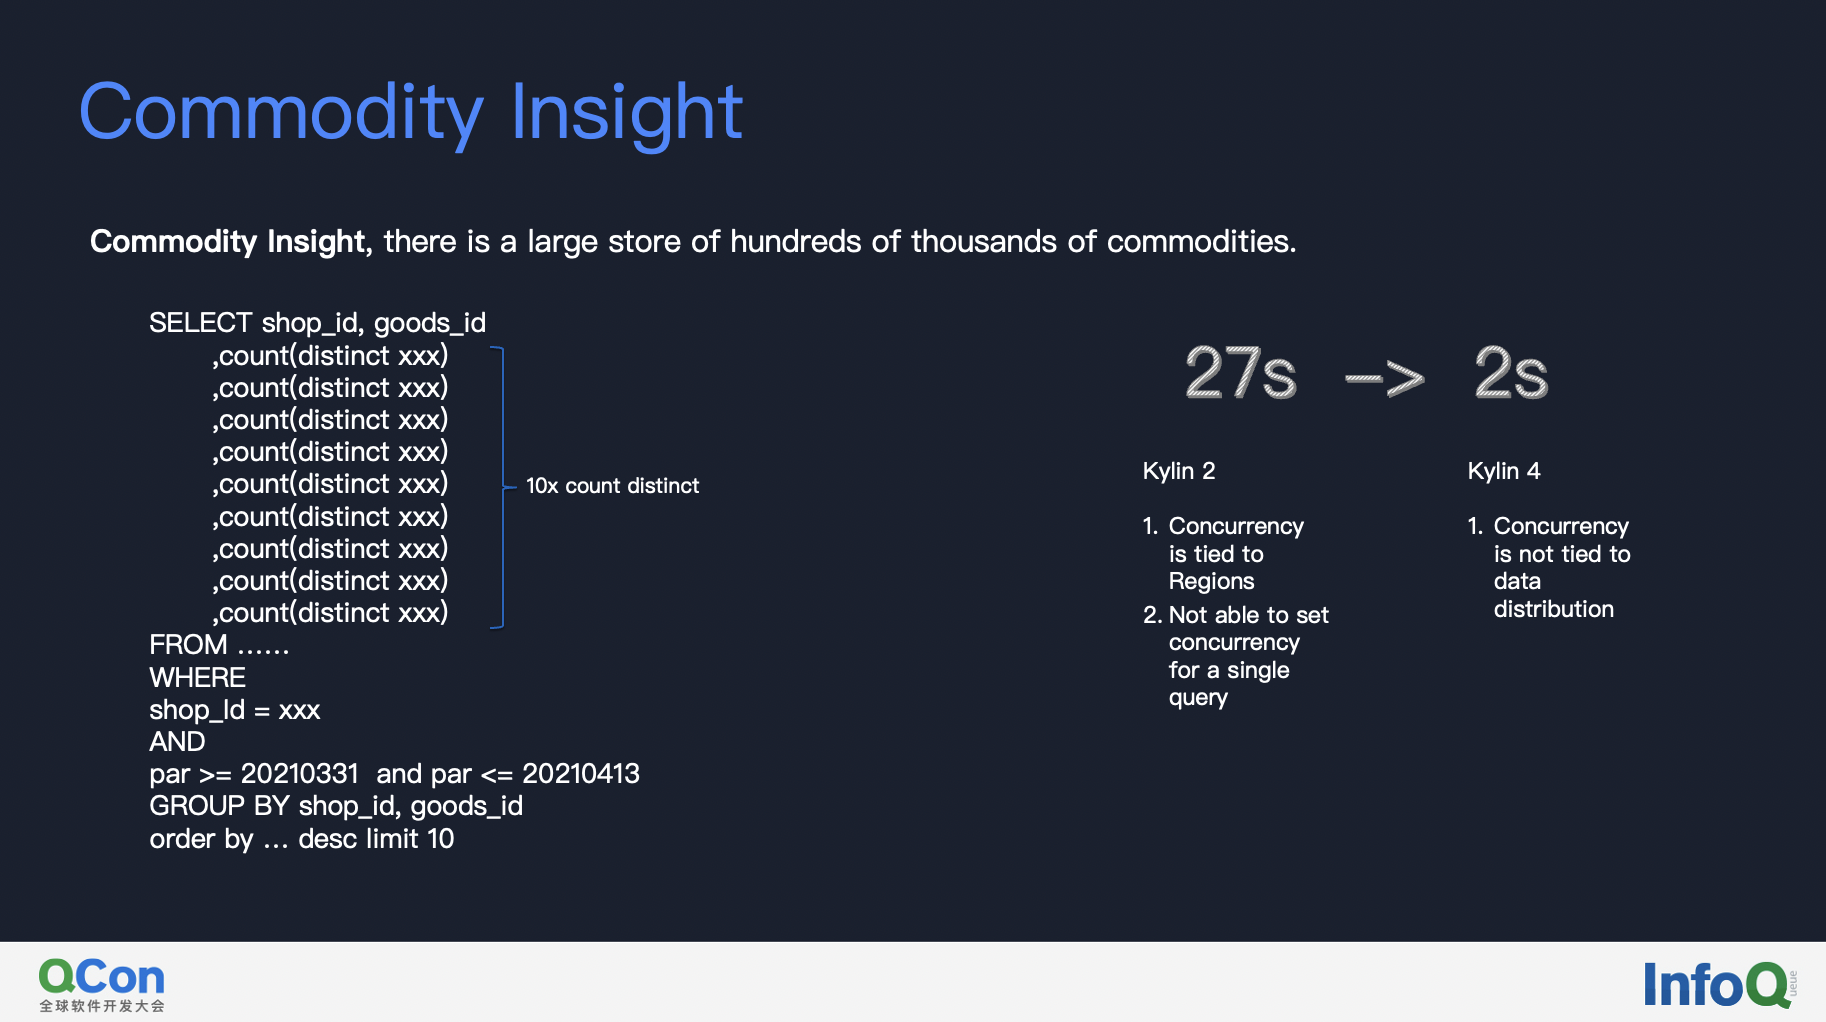 Commodity Insight
Commodity Insight, there is a large store of hundreds of thousands of commodities.
SELECT shop_id, goods_id
,count(distinct xxx)
,count(distinct xxx)
,count(distinct xxx)
,count(distinct xxx)
,count(distinct xxx)
,count(distinct xxx)
,count(distinct xxx)
,count(distinct xxx)
,count(distinct xxx)
FROM ......
WHERE
shop_Id = xxx
AND
par >= 20210331 and par <= 20210413
GROUP BY shop_id, goods_id
order by ... desc limit 10
10x count distinct
27s -> 2s
Kylin 2
1. Concurrency
is tied to
Regions
2. Not able to set
concurrency
for a single
query
Kylin 4
1. Concurrency
is not tied to
data
distribution
QCon
全球软件开发大会
InfoQ
ueue